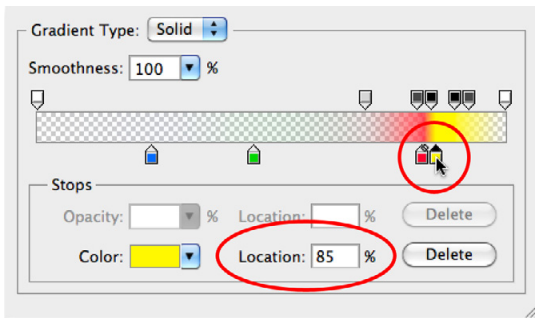 Gradient Type: Solid
Smoothness: 100 %
Stops
Opacity: % Location: % Delete
Color: Location: 85 % Delete